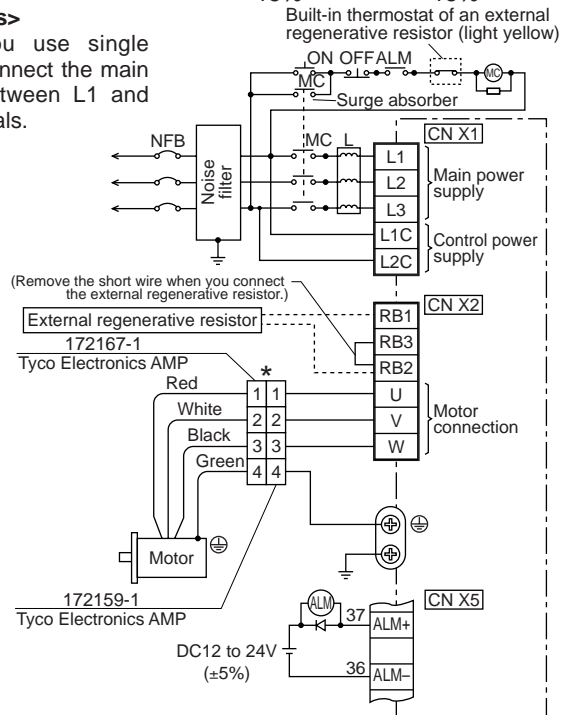 s>
ou use single
nnect the main
etween L1 and
als.
Built-in thermostat of an external
regenerative resistor (light yellow)
ON OFF ALM
MC
MC
Surge absorber
NFB
Noise
filter
MC L
CN X1
L1
L2
L3
L1C
L2C
Main power
supply
Control power
supply
(Remove the short wire when you connect
the external regenerative resistor.)
External regenerative resistor
CN X2
RB1
RB3
RB2
U
V
W
Motor
connection
172167-1
Tyco Electronics AMP
*
Red
White
Black
Green
1 1
2 2
3 3
4 4
Motor
172159-1
Tyco Electronics AMP
ALM
DC12 to 24V
(±5%)
CN X5
37 ALM+
36 ALM–